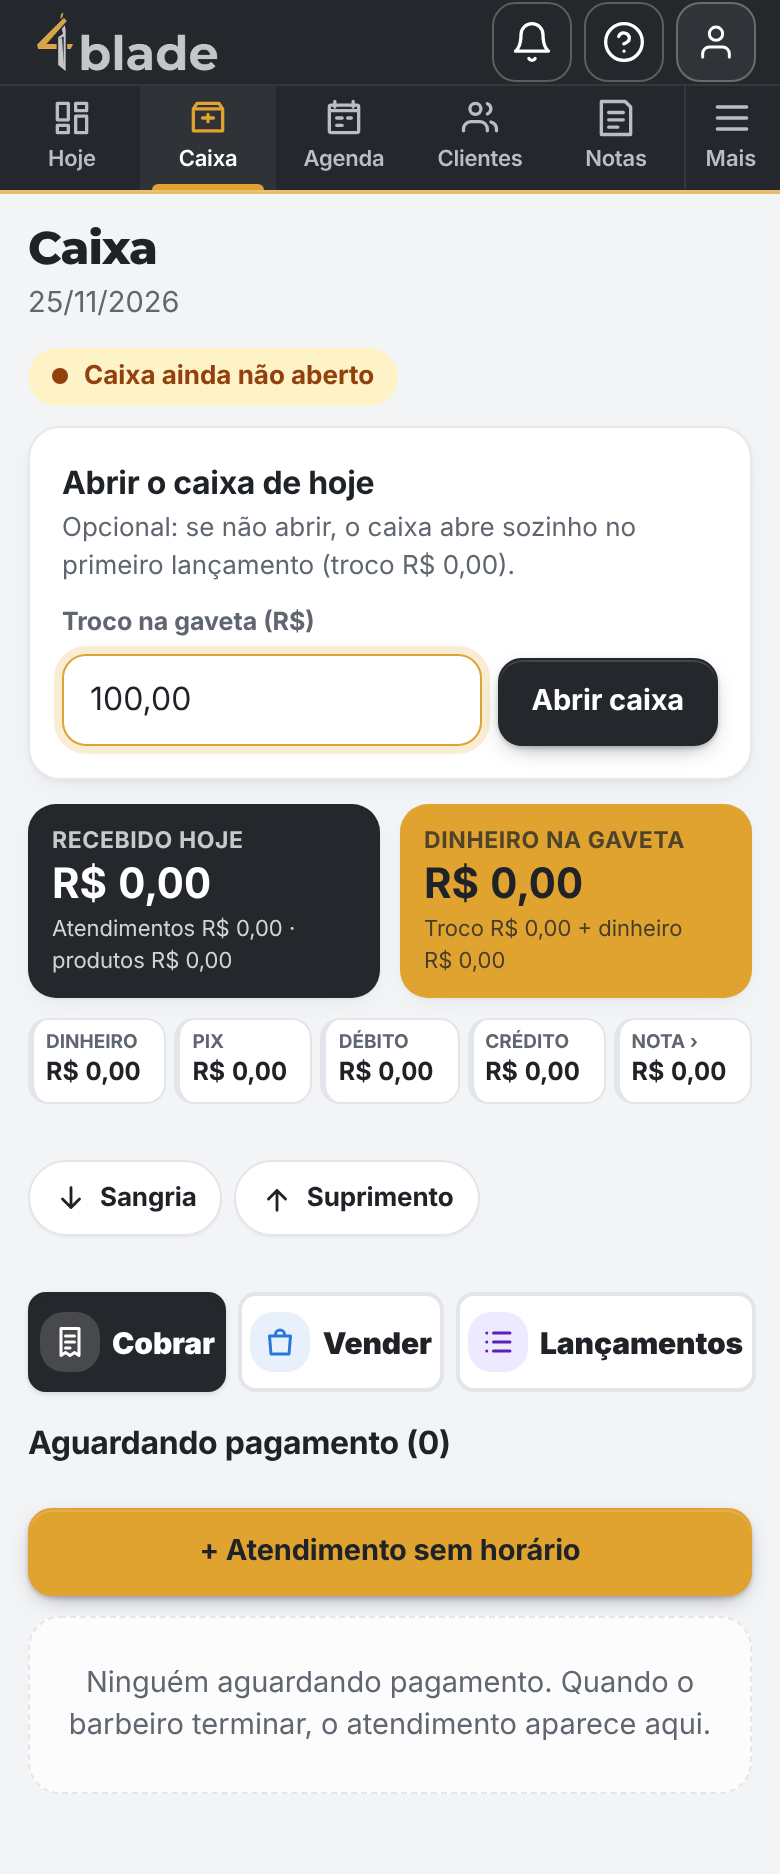 4blade
Hoje
Caixa
Agenda
Clientes
Notas
Mais
Caixa
25/11/2026
Caixa ainda não aberto
Abrir o caixa de hoje
Opcional: se não abrir, o caixa abre sozinho no
primeiro lançamento (troco R$ 0,00).
Troco na gaveta (R$)
100,00
Abrir caixa
RECEBIDO HOJE
R$ 0,00
Atendimentos R$ 0,00 ·
produtos R$ 0,00
DINHEIRO NA GAVETA
R$ 0,00
Troco R$ 0,00 + dinheiro
R$ 0,00
DINHEIRO
R$ 0,00
PIX
R$ 0,00
DÉBITO
R$ 0,00
CRÉDITO
R$ 0,00
NOTA ›
R$ 0,00
↓ Sangria
↑ Suprimento
Cobrar
Vender
Lançamentos
Aguardando pagamento (0)
+ Atendimento sem horário
Ninguém aguardando pagamento. Quando o
barbeiro terminar, o atendimento aparece aqui.